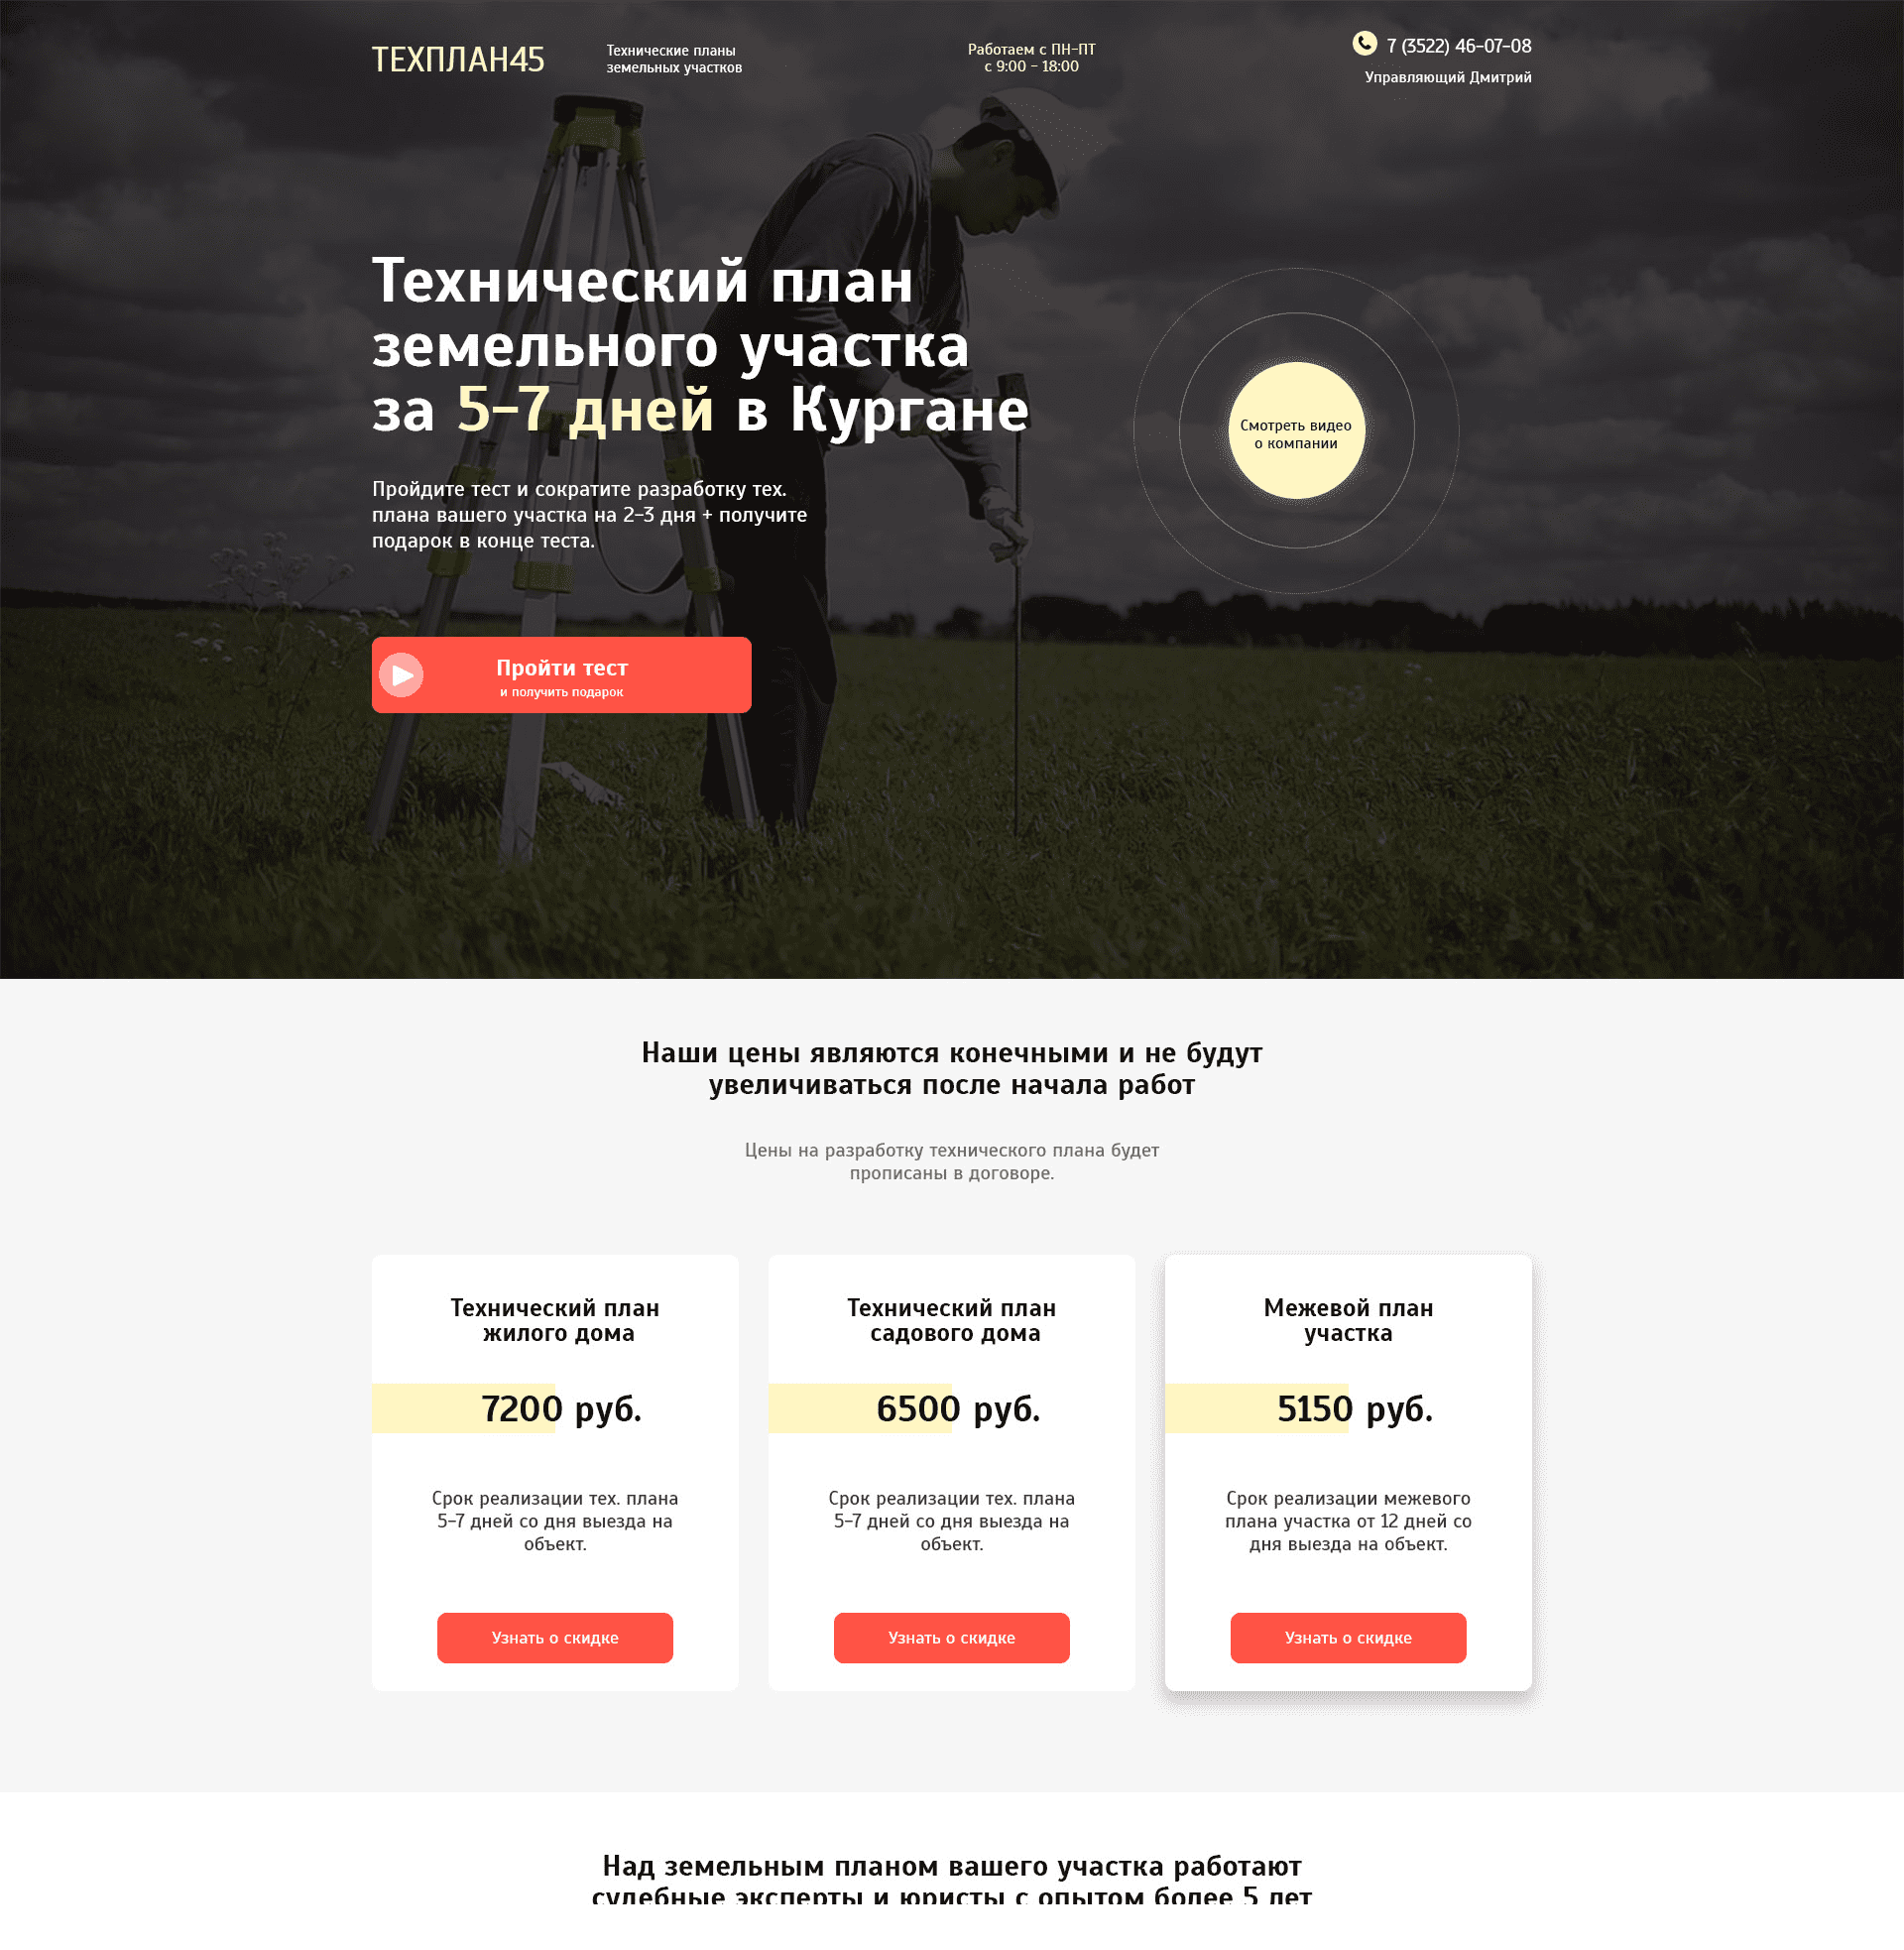 ТЕХПЛАН45
Технические планы
земельных участков
Работаем с ПН-ПТ
с 9:00 - 18:00
7 (3522) 46-07-08
Управляющий Дмитрий
Технический план
земельного участка
за 5-7 дней в Кургане
Пройдите тест и сократите разработку тех.
плана вашего участка на 2-3 дня + получите
подарок в конце теста.
Смотреть видео
о компании
Пройти тест
и получить подарок
Наши цены являются конечными и не будут
увеличиваться после начала работ
Цены на разработку технического плана будет
прописаны в договоре.
Технический план
жилого дома
7200 руб.
Срок реализации тех. плана
5-7 дней со дня выезда на
объект.
Узнать о скидке
Технический план
садового дома
6500 руб.
Срок реализации тех. плана
5-7 дней со дня выезда на
объект.
Узнать о скидке
Межевой план
участка
5150 руб.
Срок реализации межевого
плана участка от 12 дней со
дня выезда на объект.
Узнать о скидке
Над земельным планом вашего участка работают
судебные эксперты и юристы с опытом более 5 лет